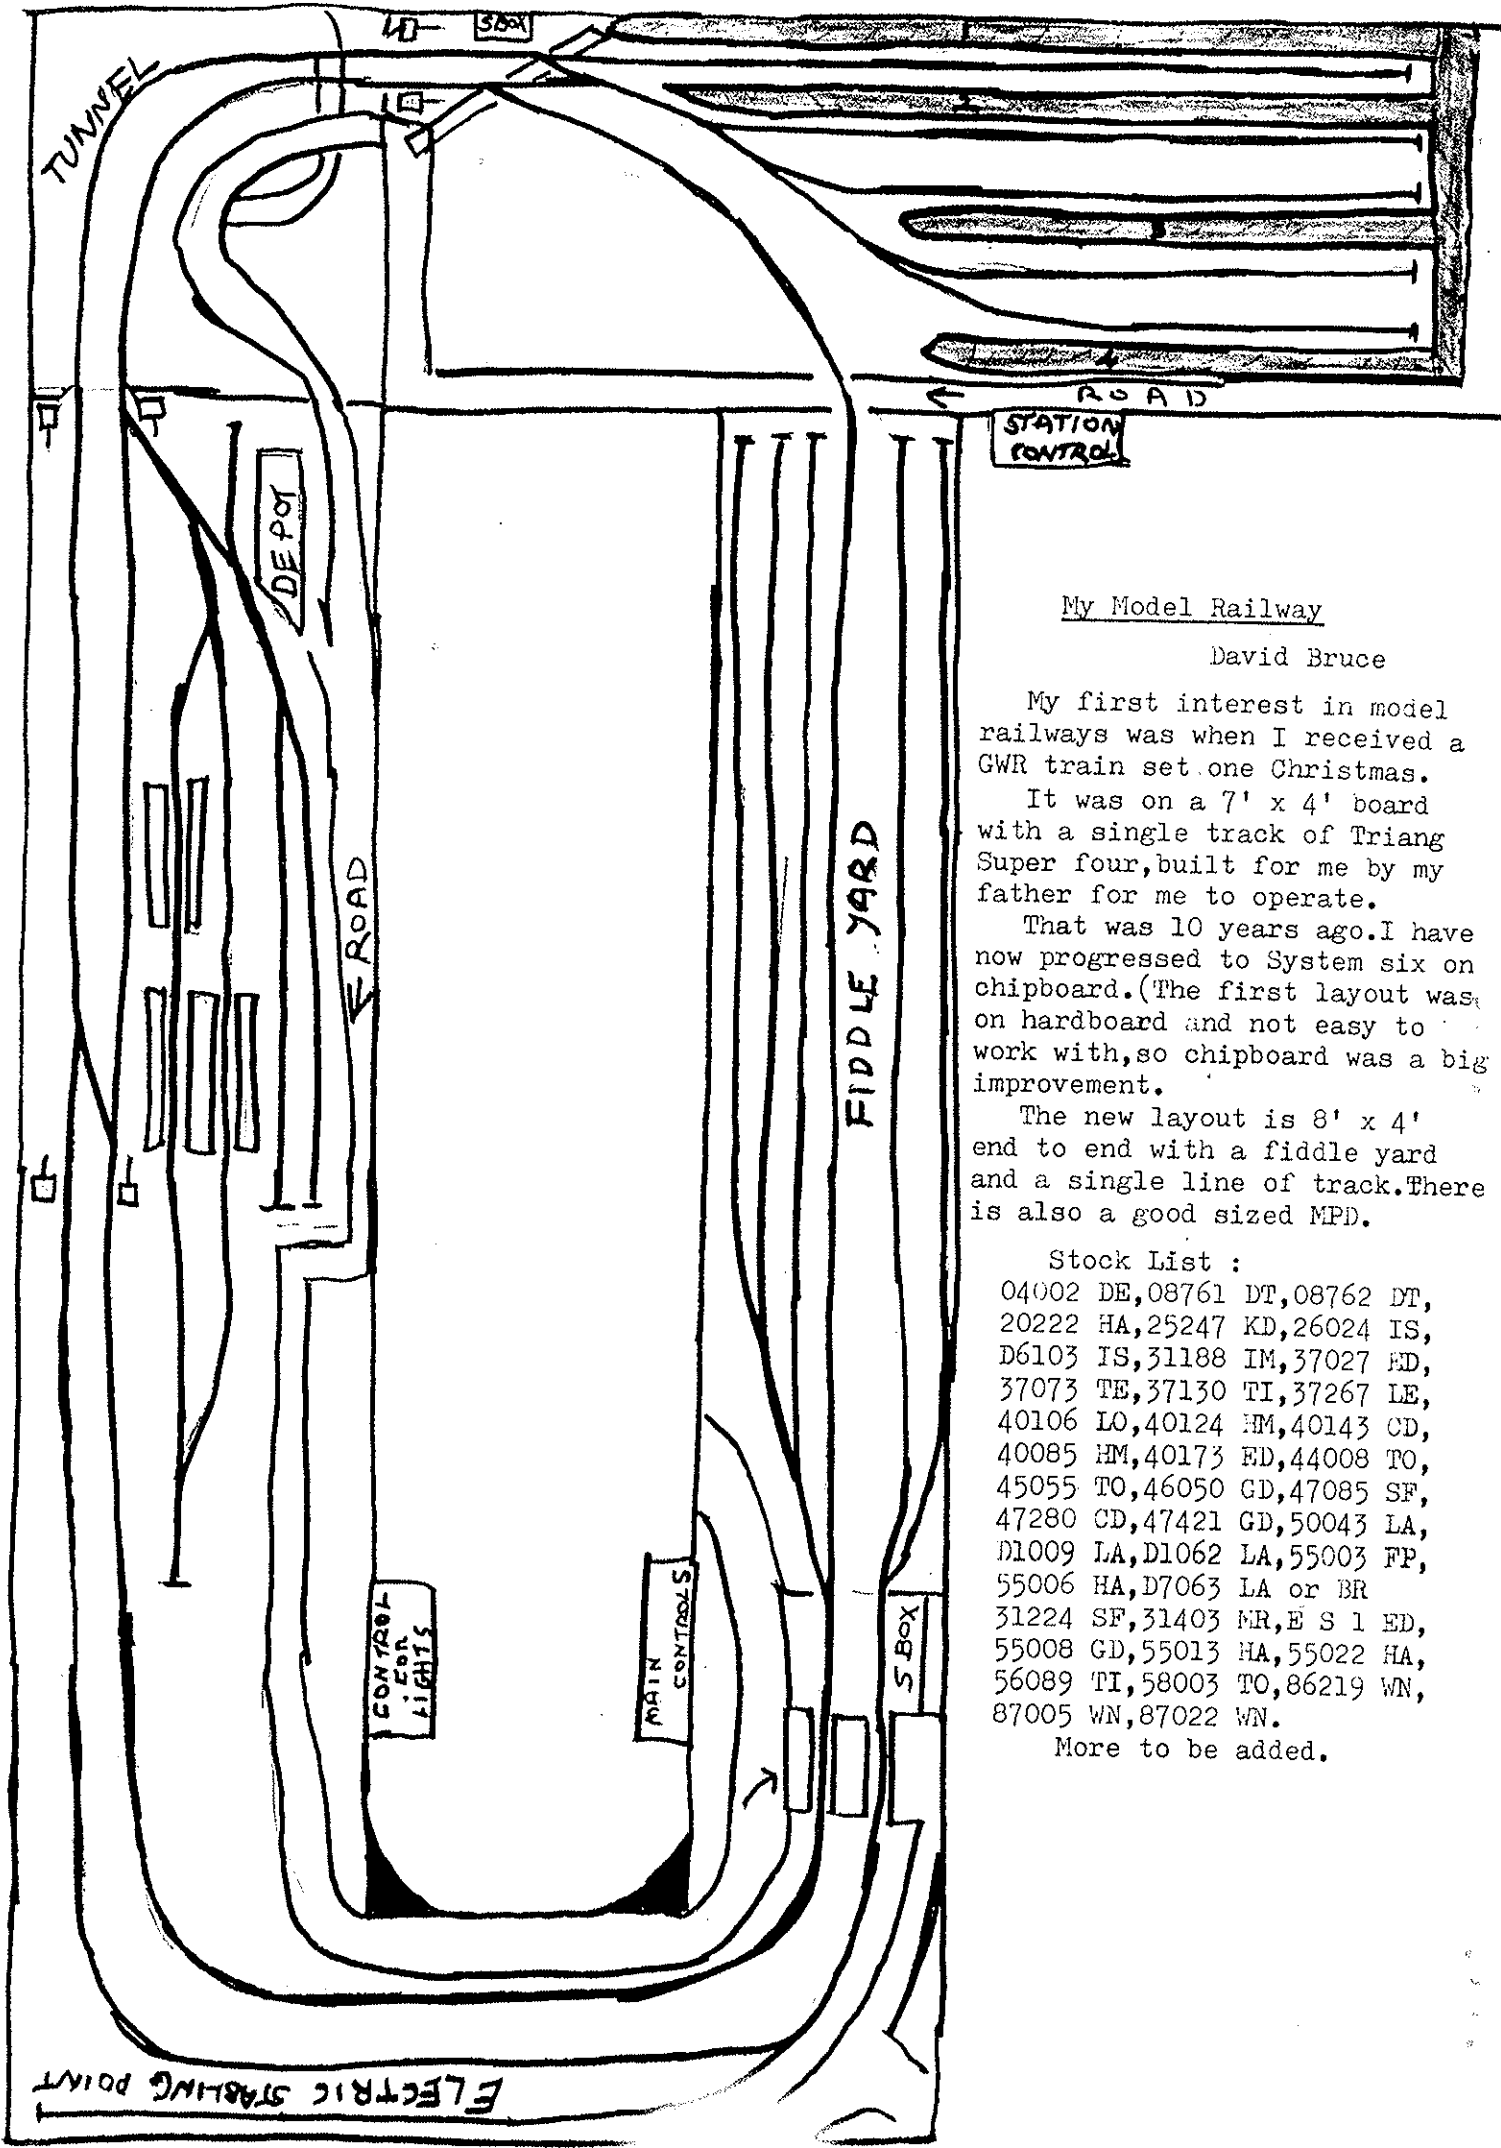 S BOX
TUNNEL
ROAD
STATION
CONTROL
DEPOT
ROAD
FIDDLE YARD
CONTROL
FOR
LIGHTS
MAIN
CONTROLS
S BOX
ELECTRIC STABLING POINT
My Model Railway
David Bruce
My first interest in model
railways was when I received a
GWR train set one Christmas.
It was on a 7' x 4' board
with a single track of Triang
Super four,built for me by my
father for me to operate.
That was 10 years ago.I have
now progressed to System six on
chipboard.(The first layout was
on hardboard and not easy to
work with,so chipboard was a big
improvement.
The new layout is 8' x 4'
end to end with a fiddle yard
and a single line of track.There
is also a good sized MPD.
Stock List :
04002 DE,08761 DT,08762 DT,
20222 HA,25247 KD,26024 IS,
D6103 IS,31188 IM,37027 ED,
37073 TE,37130 TI,37267 LE,
40106 LO,40124 HM,40143 CD,
40085 HM,40173 ED,44008 TO,
45055 TO,46050 GD,47085 SF,
47280 CD,47421 GD,50043 LA,
D1009 LA,D1062 LA,55003 FP,
55006 HA,D7063 LA or BR
31224 SF,31403 MR,E S 1 ED,
55008 GD,55013 HA,55022 HA,
56089 TI,58003 TO,86219 WN,
87005 WN,87022 WN.
More to be added.